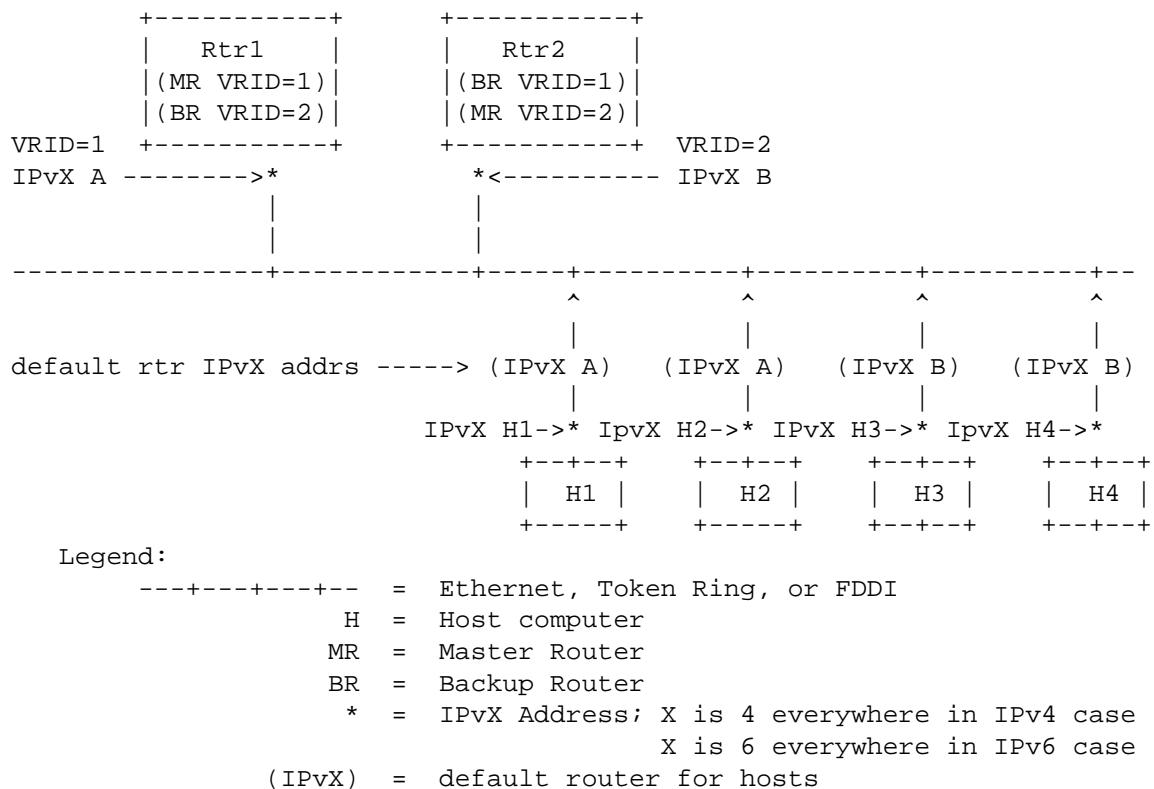 +-----------+      +-----------+
|   Rtr1    |      |   Rtr2    |
|(MR VRID=1)|      |(BR VRID=1)|
|(BR VRID=2)|      |(MR VRID=2)|
VRID=1  +-----------+      +-----------+  VRID=2
IPvX A -------->*            *<---------- IPvX B
|            |
|            |
----------------+------------+-----+----------+----------+----------+--
^          ^          ^          ^
|          |          |          |
default rtr IPvX addrs -----> (IPvX A)   (IPvX A)   (IPvX B)   (IPvX B)
|          |          |          |
IPvX H1->* IpvX H2->* IPvX H3->* IpvX H4->*
+--+--+    +--+--+    +--+--+    +--+--+
|  H1 |    |  H2 |    |  H3 |    |  H4 |
+-----+    +-----+    +--+--+    +--+--+
Legend:
---+---+---+-- = Ethernet, Token Ring, or FDDI
H = Host computer
MR = Master Router
BR = Backup Router
* = IPvX Address; X is 4 everywhere in IPv4 case
X is 6 everywhere in IPv6 case
(IPvX) = default router for hosts